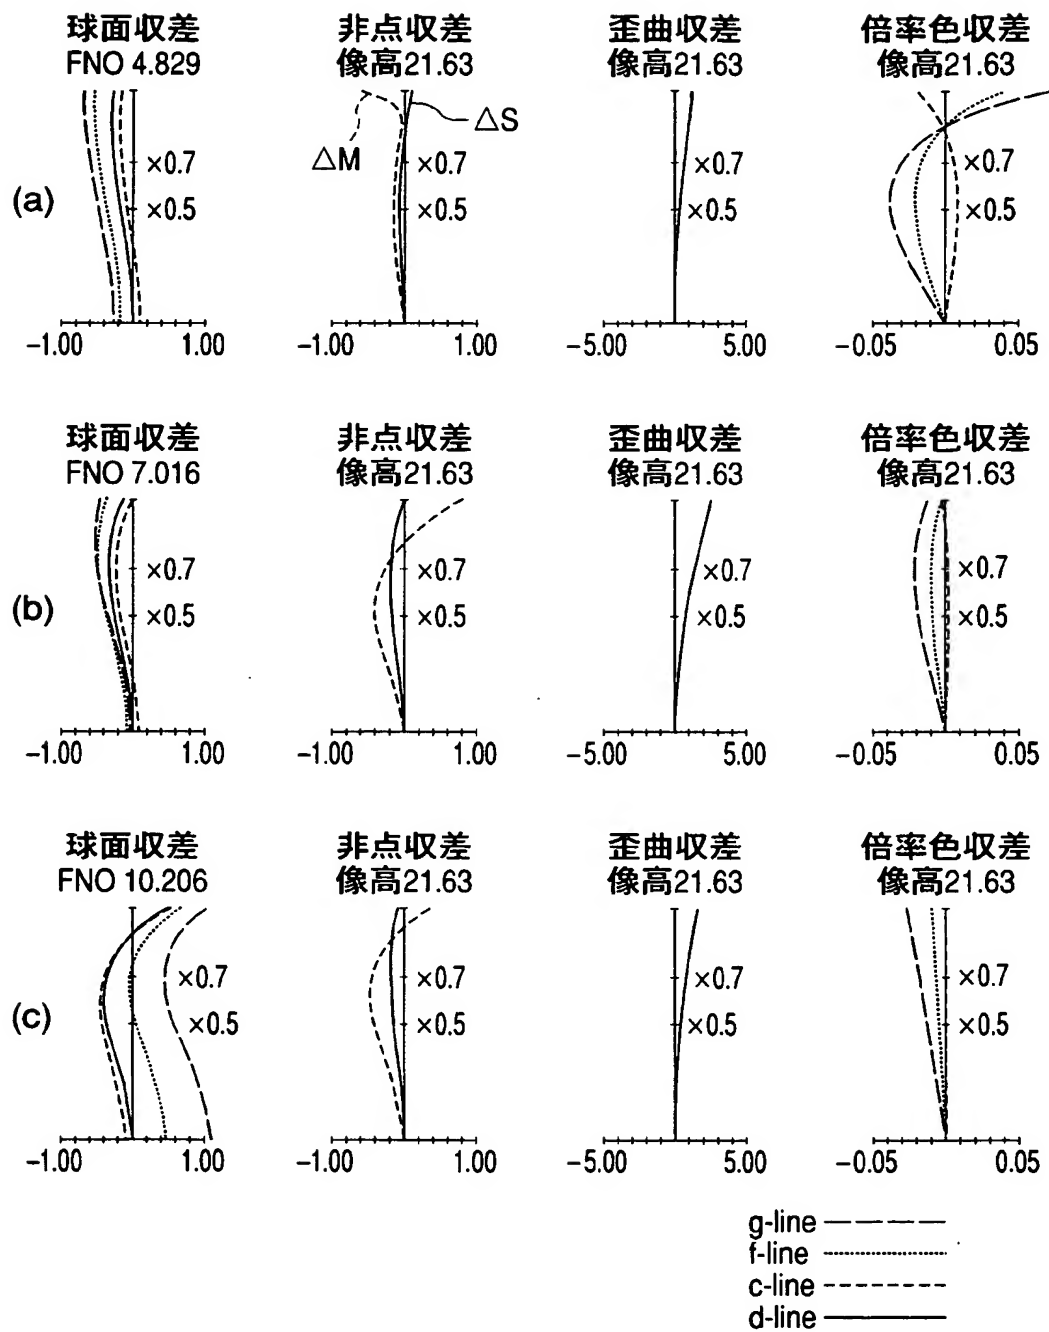 球面収差 非点収差 歪曲収差 倍率色収差
FNO 4.829 像高21.63 像高21.63 像高21.63
△S
△M
×0.7 ×0.7 ×0.7 ×0.7
(a)
×0.5 ×0.5 ×0.5 ×0.5
−1.00 1.00 −1.00 1.00 −5.00 5.00 −0.05 0.05
球面収差 非点収差 歪曲収差 倍率色収差
FNO 7.016 像高21.63 像高21.63 像高21.63
×0.7 ×0.7 ×0.7 ×0.7
(b)
×0.5 ×0.5 ×0.5 ×0.5
−1.00 1.00 −1.00 1.00 −5.00 5.00 −0.05 0.05
球面収差 非点収差 歪曲収差 倍率色収差
FNO 10.206 像高21.63 像高21.63 像高21.63
×0.7 ×0.7 ×0.7 ×0.7
(c)
×0.5 ×0.5 ×0.5 ×0.5
−1.00 1.00 −1.00 1.00 −5.00 5.00 −0.05 0.05
g-line
f-line
c-line
d-line